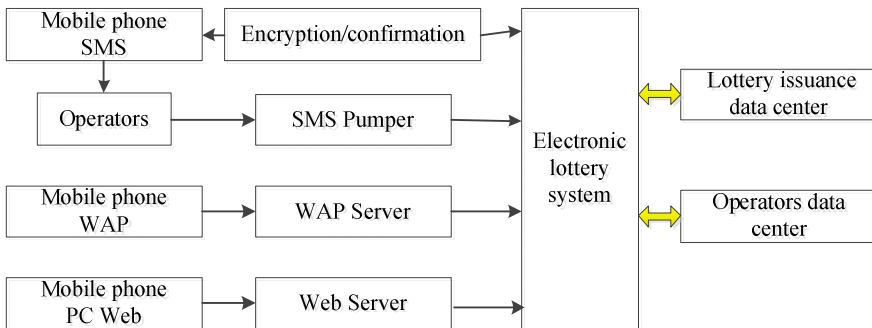 Mobile phone
SMS
Encryption/confirmation
Operators
SMS Pumper
Mobile phone
WAP
WAP Server
Mobile phone
PC Web
Web Server
Electronic
lottery
system
Lottery issuance
data center
Operators data
center